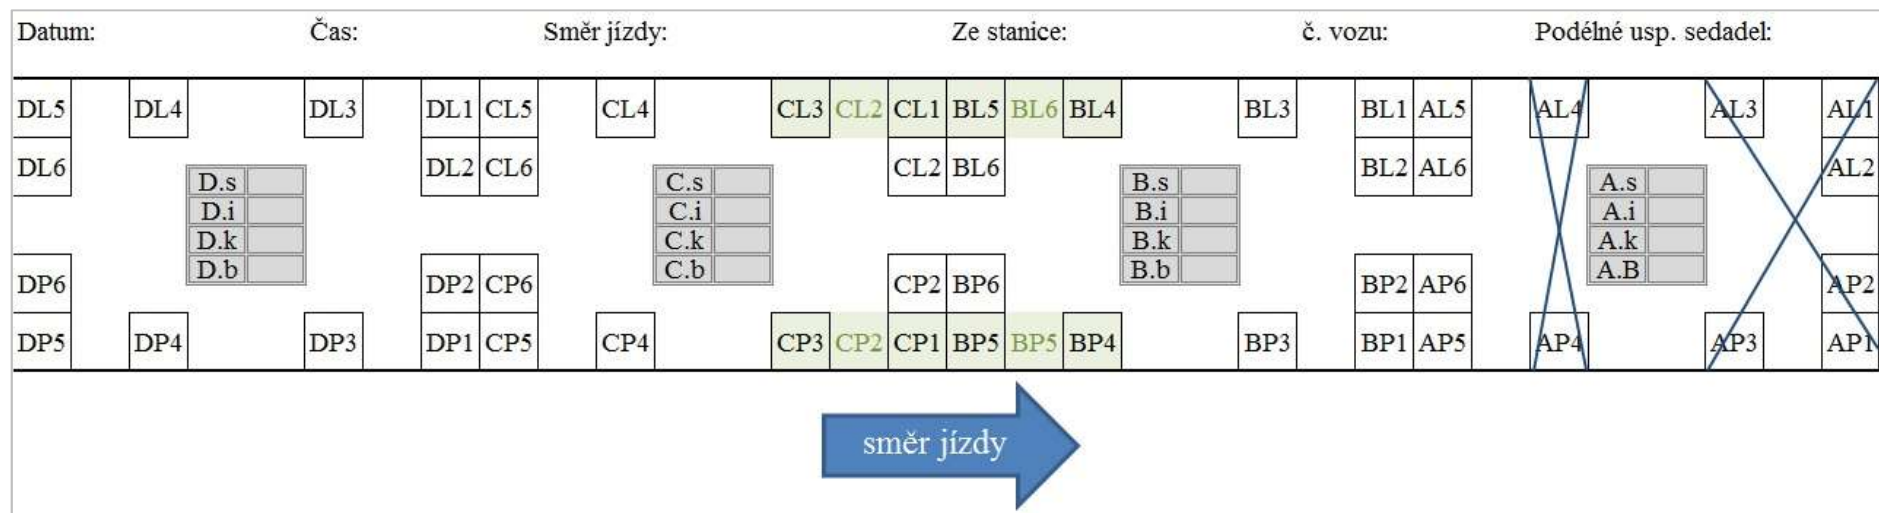 Datum: Čas: Směr jízdy: Ze stanice: č. vozu: Podélné usp. sedadel:
DL5 DL4 DL3 DL1 CL5 CL4 CL3 CL2 CL1 BL5 BL6 BL4 BL3 BL1 AL5 AL4 AL3 AL1
DL6 DL2 CL6 CL2 BL6 BL2 AL6 AL2
D.s C.s B.s A.s
D.i C.i B.i A.i
D.k C.k B.k A.k
D.b C.b B.b A.B
DP6 DP2 CP6 CP2 BP6 BP2 AP6 AP2
DP5 DP4 DP3 DP1 CP5 CP4 CP3 CP2 CP1 BP5 BP5 BP4 BP3 BP1 AP5 AP4 AP3 AP1
směr jízdy